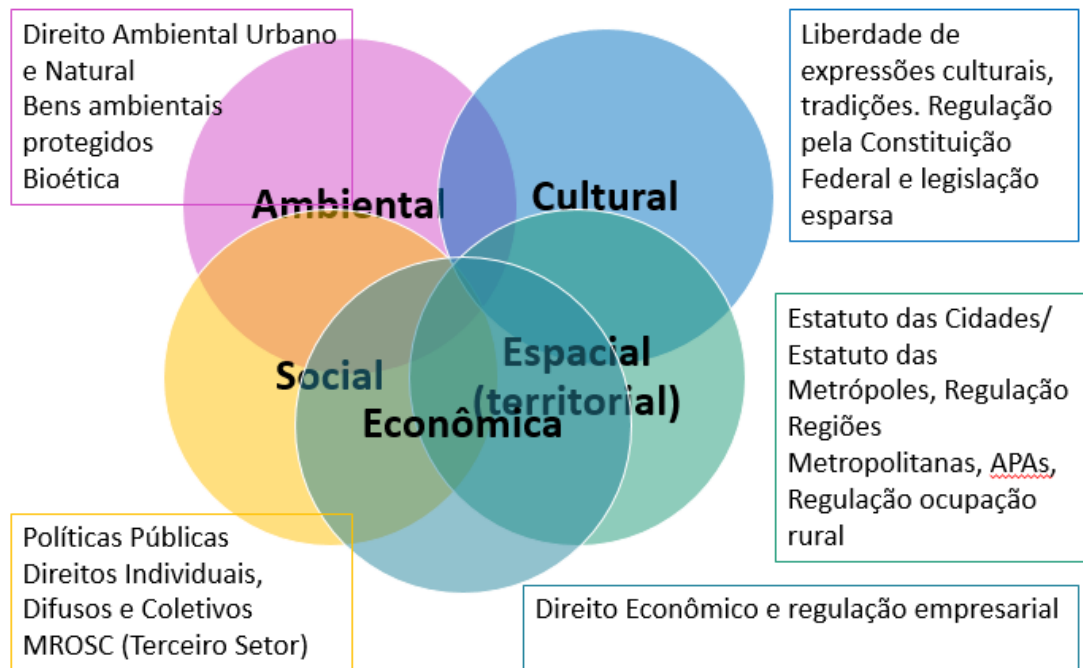 Direito Ambiental Urbano
e Natural
Bens ambientais
protegidos
Bioética
Liberdade de
expressões culturais,
tradições. Regulação
pela Constituição
Federal e legislação
esparsa
Ambiental
Cultural
Social
Espacial
(territorial)
Econômica
Estatuto das Cidades/
Estatuto das
Metrópoles, Regulação
Regiões
Metropolitanas, APAs,
Regulação ocupação
rural
Políticas Públicas
Direitos Individuais,
Difusos e Coletivos
MROSC (Terceiro Setor)
Direito Econômico e regulação empresarial